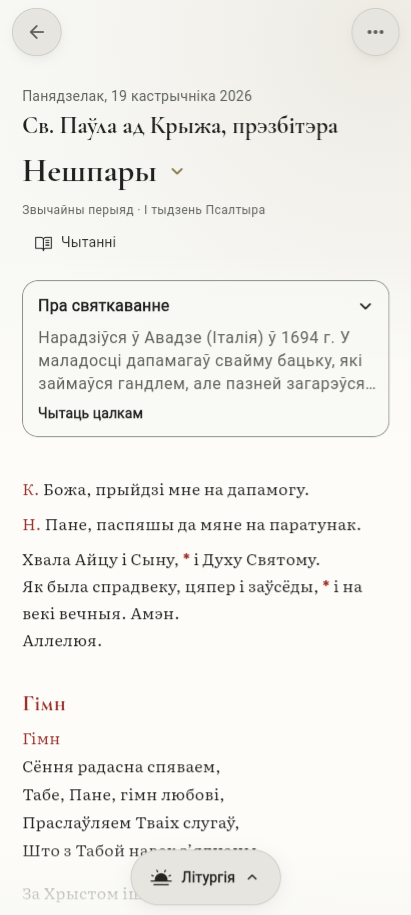 Панядзелак, 19 кастрычніка 2026
Св. Паўла ад Крыжа, прэзбітэра
Нешпары
Звычайны перыяд · I тыдзень Псалтыра
Чытанні
Пра святкаванне
Нарадзіўся ў Авадзе (Італія) ў 1694 г. У
маладосці дапамагаў свайму бацьку, які
займаўся гандлем, але пазней загарэўся…
Чытаць цалкам
К. Божа, прыйдзі мне на дапамогу.
Н. Пане, паспяшы да мяне на паратунак.
Хвала Айцу і Сыну, * і Духу Святому.
Як была спрадвеку, цяпер і заўсёды, * і на
векі вечныя. Амэн.
Аллелюя.
Гімн
Гімн
Сёння радасна спяваем,
Табе, Пане, гімн любові,
Праслаўляем Тваіх слугаў,
Што з Табой
За Хрыстом
Літургія